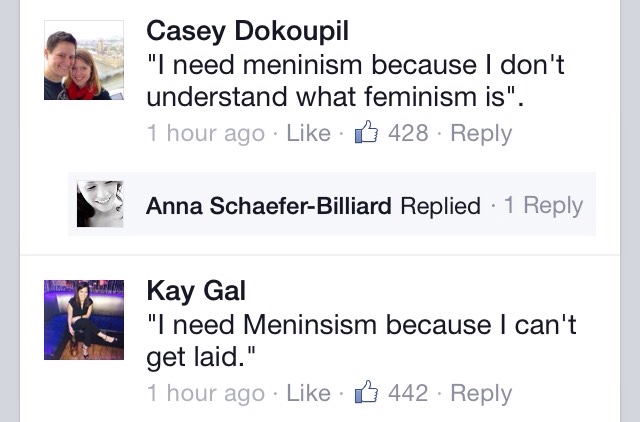 Casey Dokoupil
"I need meninism because I don't
understand what feminism is".
1 hour ago · Like · 428 · Reply
Anna Schaefer-Billiard Replied · 1 Reply
Kay Gal
"I need Meninsism because I can't
get laid."
1 hour ago · Like · 442 · Reply